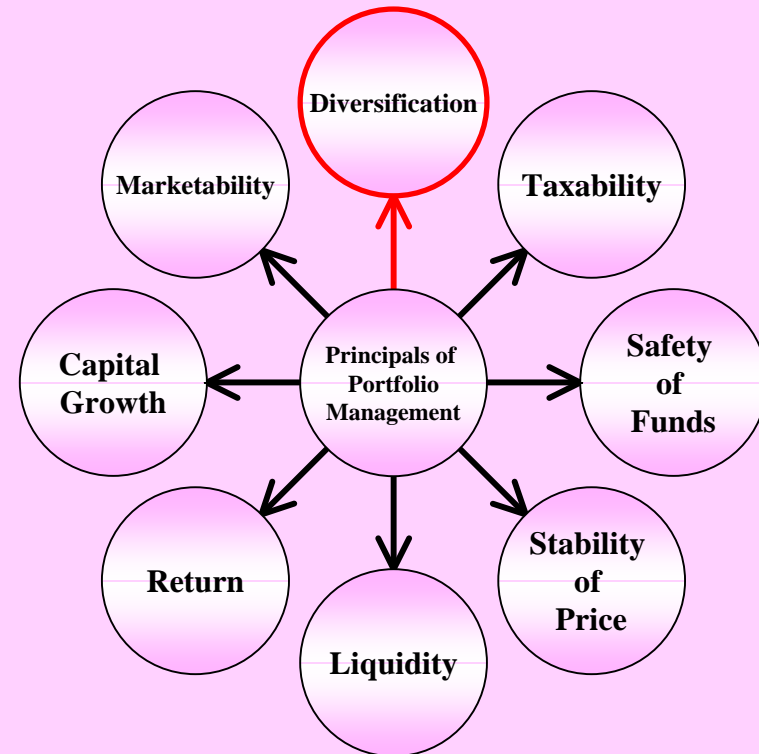 Diversification
Marketability
Taxability
Capital
Growth
Principals of
Portfolio
Management
Safety
of
Funds
Return
Stability
of
Price
Liquidity